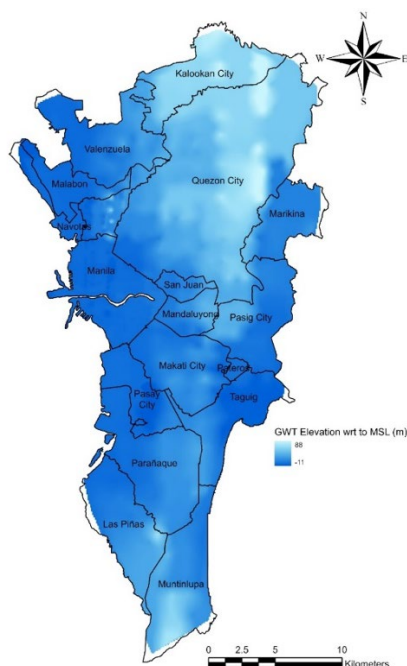 N
W E
S
Kalookan City
Valenzuela
Quezon City
Malabon
Navotas
Marikina
Manila
San Juan
Mandaluyong
Pasig City
Makati City
Pateros
Pasay
City
Taguig
GWT Elevation wrt to MSL (m)
88
-11
Parañaque
Las Piñas
Muntinlupa
0 2.5 5 10
Kilometers